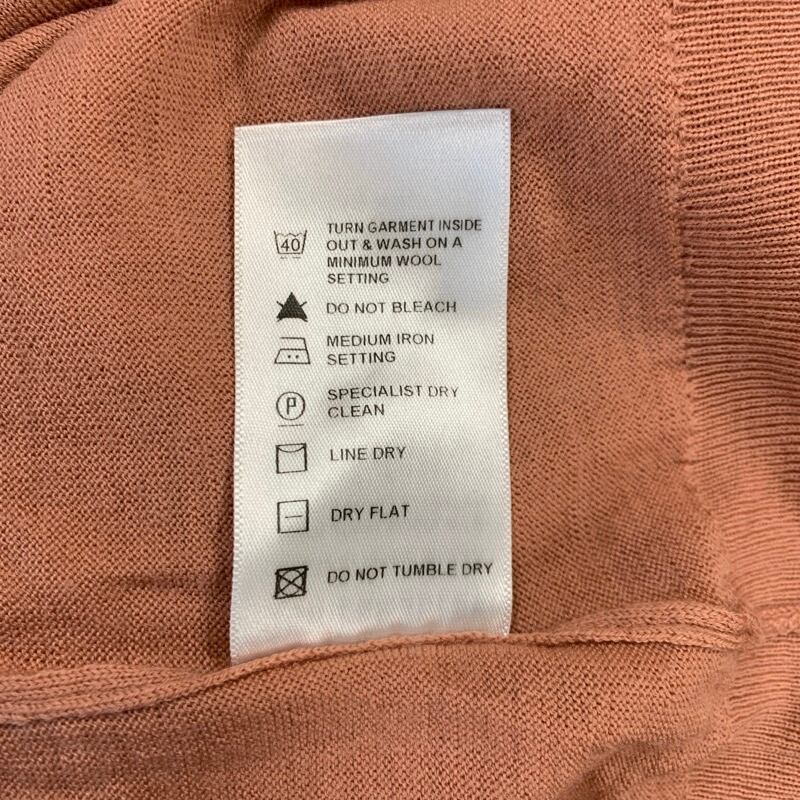 40
TURN GARMENT INSIDE
OUT & WASH ON A
MINIMUM WOOL
SETTING
DO NOT BLEACH
MEDIUM IRON
SETTING
P
SPECIALIST DRY
CLEAN
LINE DRY
DRY FLAT
DO NOT TUMBLE DRY